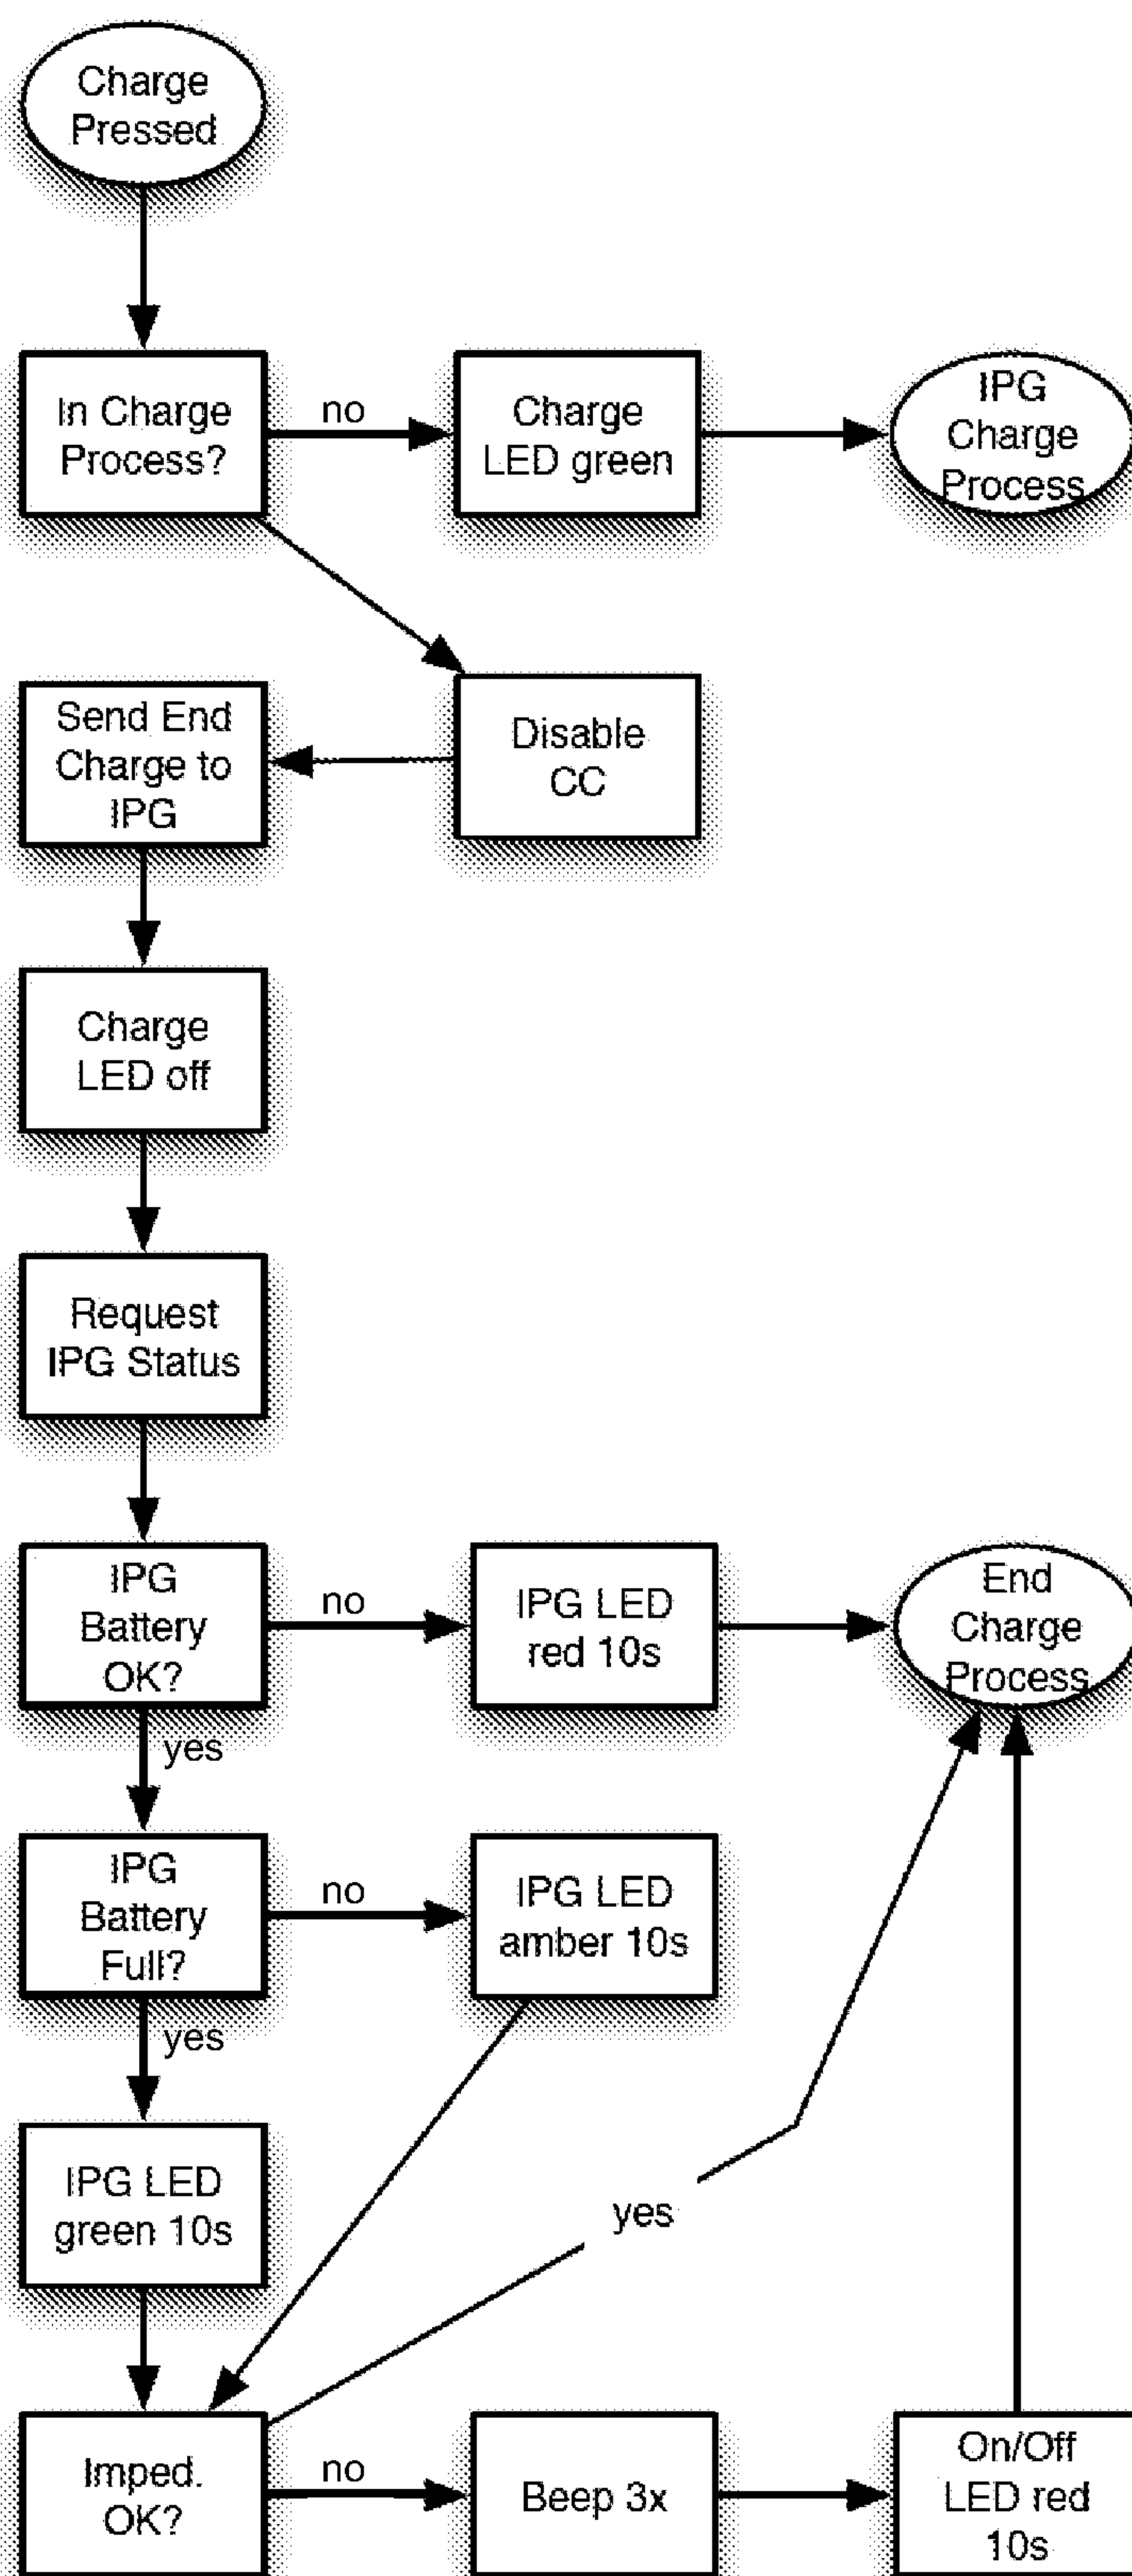 Charge
Pressed
In Charge
Process?
no
Charge
LED green
IPG
Charge
Process
Send End
Charge to
IPG
Disable
CC
Charge
LED off
Request
IPG Status
IPG
Battery
OK?
no
IPG LED
red 10s
End
Charge
Process
yes
IPG
Battery
Full?
no
IPG LED
amber 10s
yes
IPG LED
green 10s
yes
Imped.
OK?
no
Beep 3x
On/Off
LED red
10s